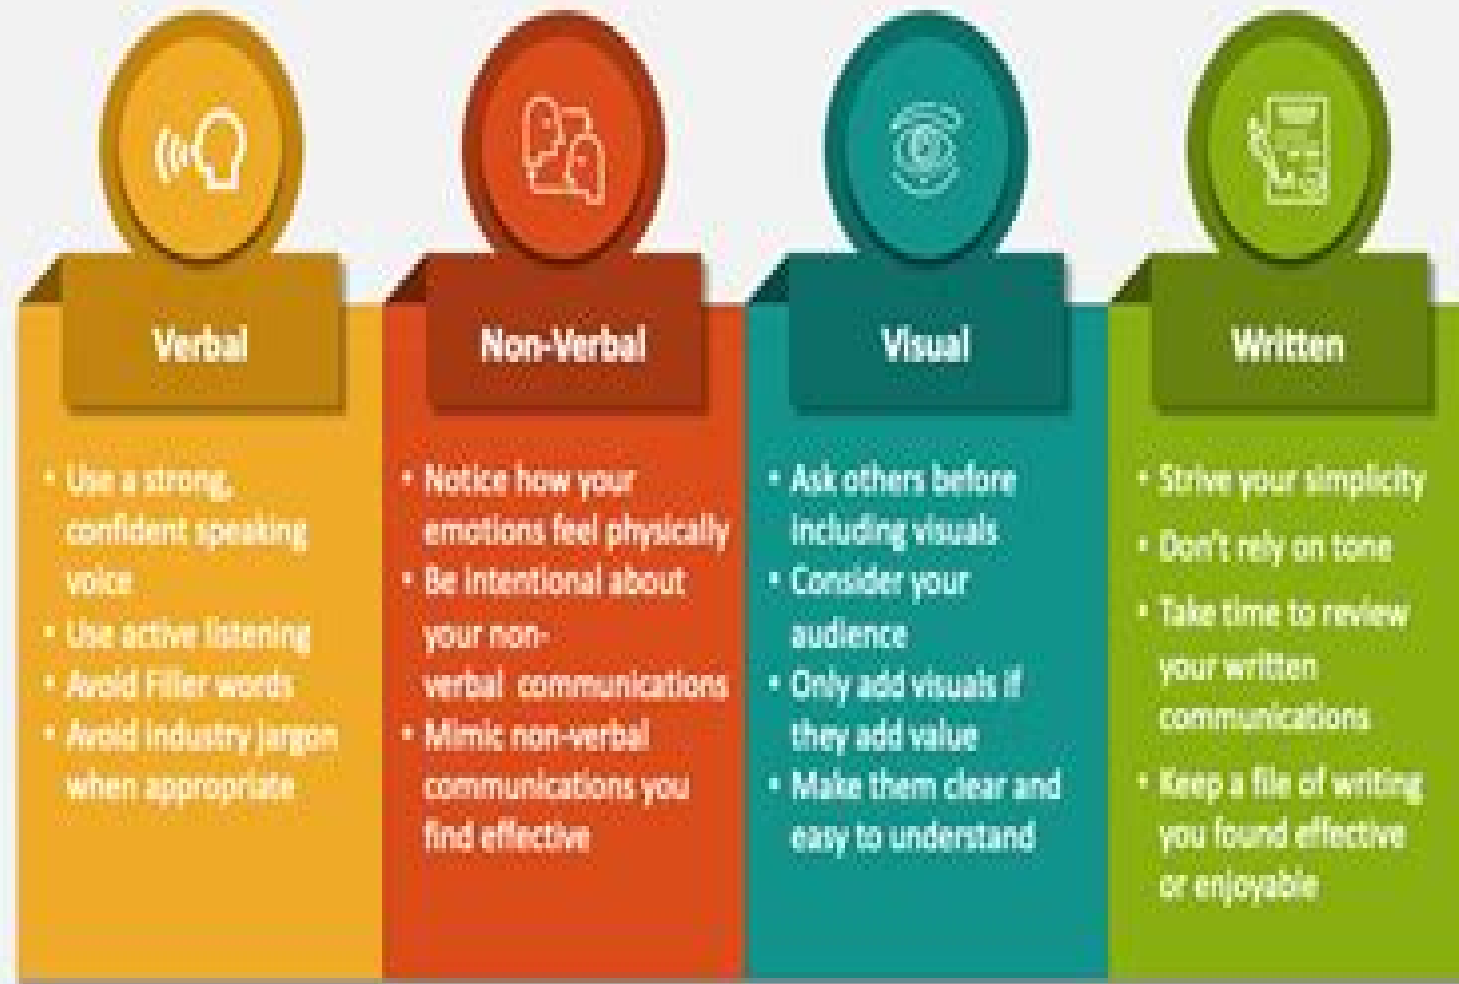 Verbal
• Use a strong,
confident speaking
voice
• Use active listening
• Avoid Filler words
• Avoid industry jargon
when appropriate
Non-Verbal
• Notice how your
emotions feel physically
• Be intentional about
your non-
verbal communications
• Mimic non-verbal
communications you
find effective
Visual
• Ask others before
including visuals
• Consider your
audience
• Only add visuals if
they add value
• Make them clear and
easy to understand
Written
• Strive your simplicity
• Don't rely on tone
• Take time to review
your written
communications
• Keep a file of writing
you found effective
or enjoyable